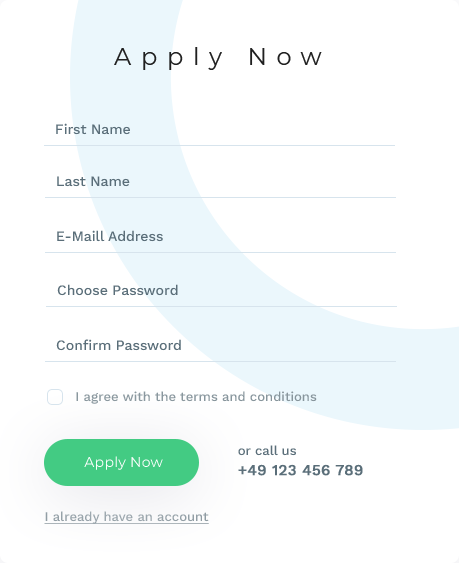 Apply Now
First Name
Last Name
E-Maill Address
Choose Password
Confirm Password
I agree with the terms and conditions
Apply Now
or call us
+49 123 456 789
I already have an account